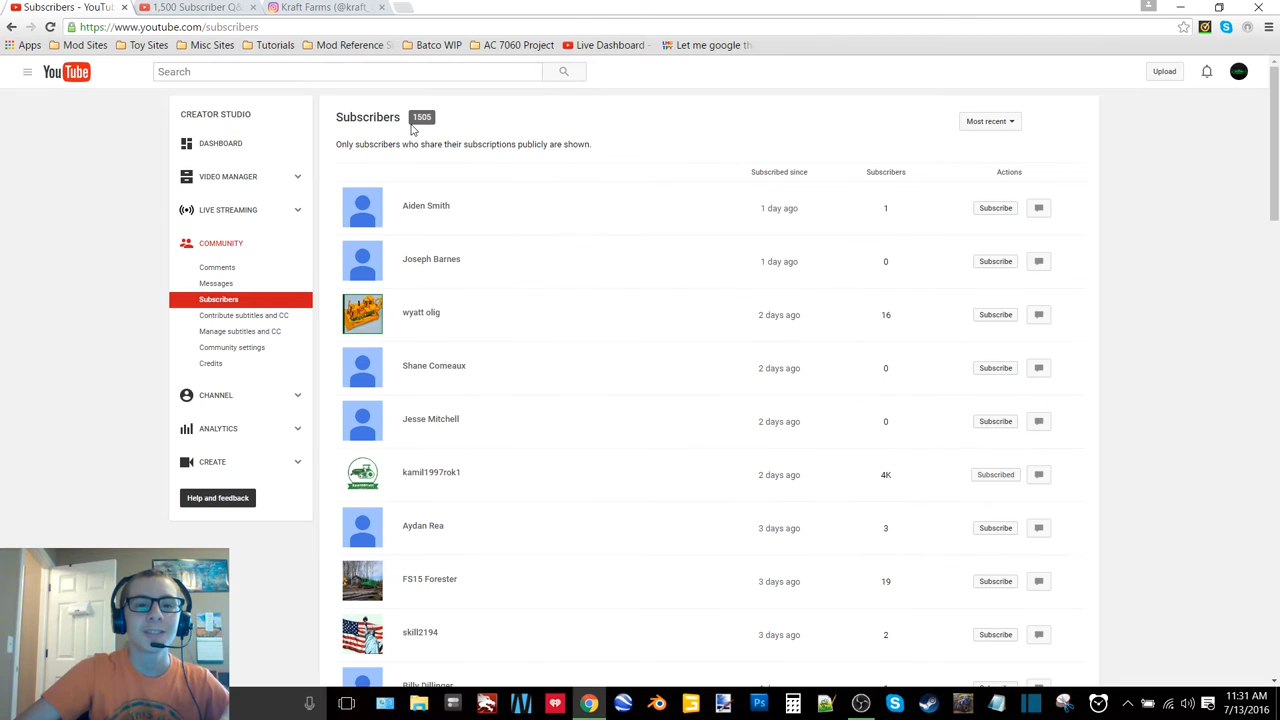 Subscribers - YouTu
1,500 Subscriber Q&
Kraft Farms (@kraft_
https://www.youtube.com/subscribers
Apps
Mod Sites
Toy Sites
Misc Sites
Tutorials
Mod Reference S
Batco WIP
AC 7060 Project
Live Dashboard -
Let me google th
YouTube
Search
Upload
CREATOR STUDIO
DASHBOARD
VIDEO MANAGER
LIVE STREAMING
COMMUNITY
Comments
Messages
Subscribers
Contribute subtitles and CC
Manage subtitles and CC
Community settings
Credits
CHANNEL
ANALYTICS
CREATE
Help and feedback
Subscribers 1505
Most recent
Only subscribers who share their subscriptions publicly are shown.
Subscribed since Subscribers Actions
Aiden Smith 1 day ago 1 Subscribe
Joseph Barnes 1 day ago 0 Subscribe
wyatt olig 2 days ago 16 Subscribe
Shane Comeaux 2 days ago 0 Subscribe
Jesse Mitchell 2 days ago 0 Subscribe
kamil1997rok1 2 days ago 4K Subscribed
Aydan Rea 3 days ago 3 Subscribe
FS15 Forester 3 days ago 19 Subscribe
skill2194 3 days ago 2 Subscribe
Billy Dillinger
11:31 AM
7/13/2016